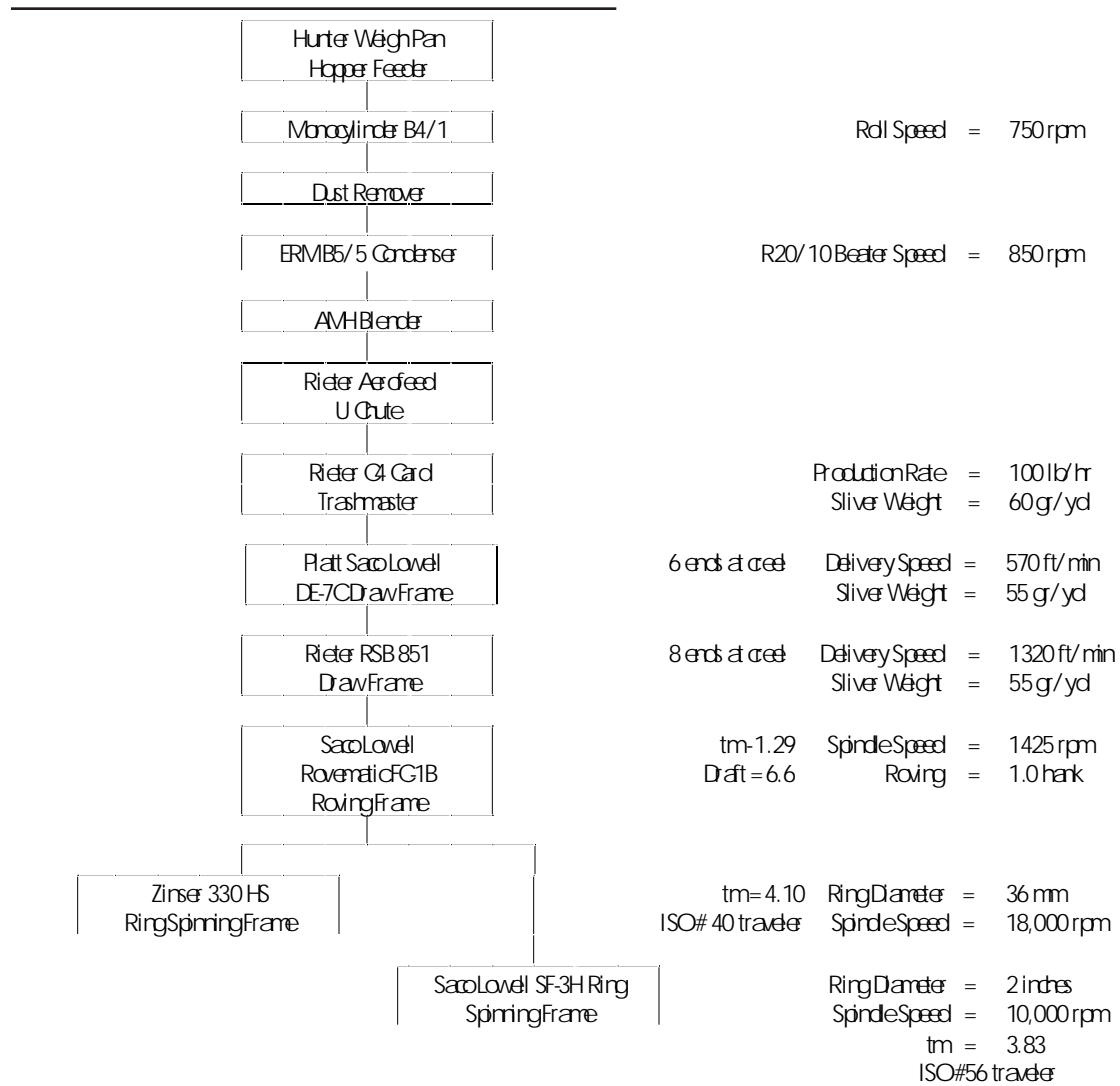 Hunter Weigh Pan
Hopper Feeder
Monocylinder B4/1 Roll Speed = 750 rpm
Dust Remover
ERM B5/5 Condenser R20/10 Beater Speed = 850 rpm
AMH Blender
Rieter Aerofeed
U Chute
Rieter C4 Card Production Rate = 100 lb/hr
Trashmaster Sliver Weight = 60 gr/yd
Platt Saco Lowell 6 ends at creel Delivery Speed = 570 ft/min
DE-7C Draw Frame Sliver Weight = 55 gr/yd
Rieter RSB 851 8 ends at creel Delivery Speed = 1320 ft/min
Draw Frame Sliver Weight = 55 gr/yd
Saco Lowell tm-1.29 Spindle Speed = 1425 rpm
Rovematic FC-1B Draft = 6.6 Roving = 1.0 hank
Roving Frame
Zinser 330 HS tm = 4.10 Ring Diameter = 36 mm
Ring Spinning Frame ISO# 40 traveler Spindle Speed = 18,000 rpm
Saco Lowell SF-3H Ring Ring Diameter = 2 inches
Spinning Frame Spindle Speed = 10,000 rpm
tm = 3.83
ISO#56 traveler